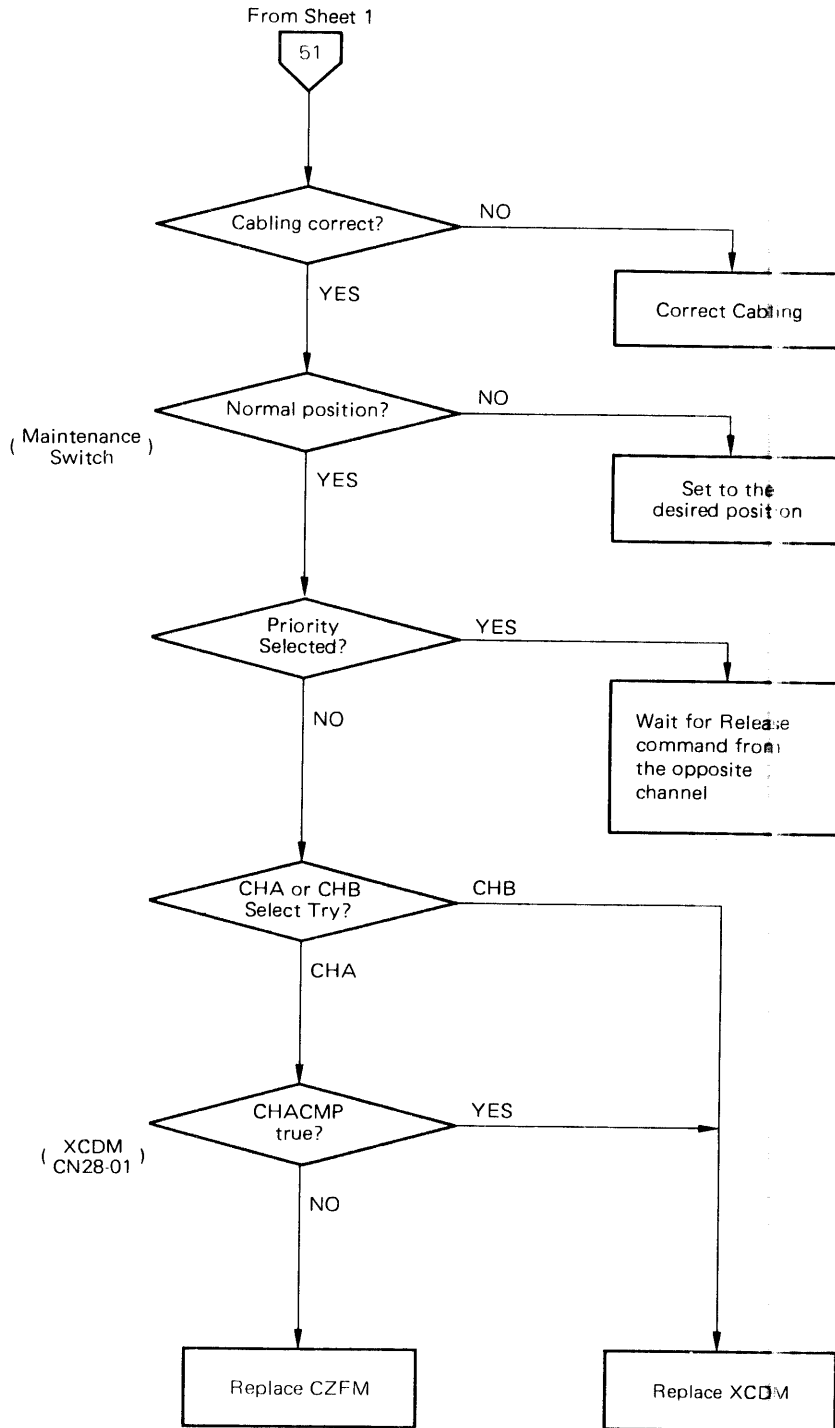 From Sheet 1
51
Cabling correct?
NO
YES
Correct Cabling
Normal position?
NO
( Maintenance
Switch )
YES
Set to the
desired position
Priority
Selected?
YES
NO
Wait for Release
command from
the opposite
channel
CHA or CHB
Select Try?
CHB
CHA
CHACMP
true?
YES
( XCDM
CN28-01 )
NO
Replace CZFM
Replace XCDM